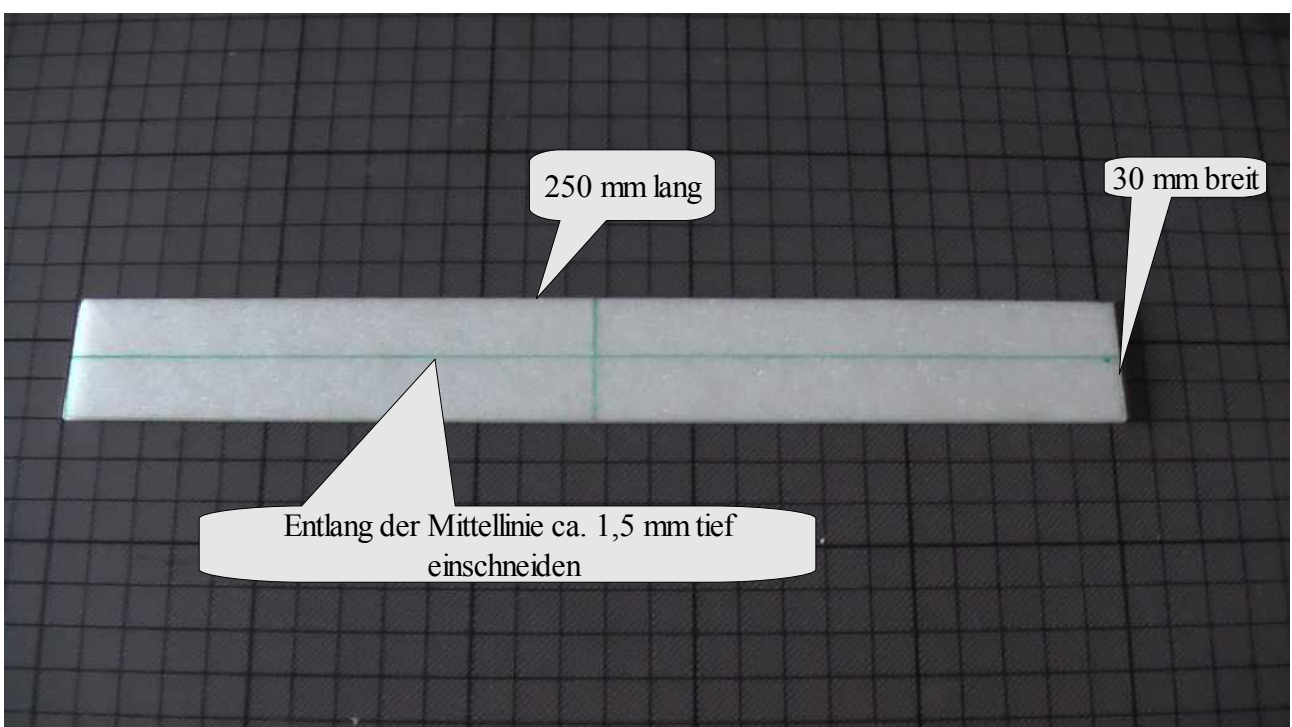 250 mm lang
30 mm breit
Entlang der Mittellinie ca. 1,5 mm tief
einschneiden